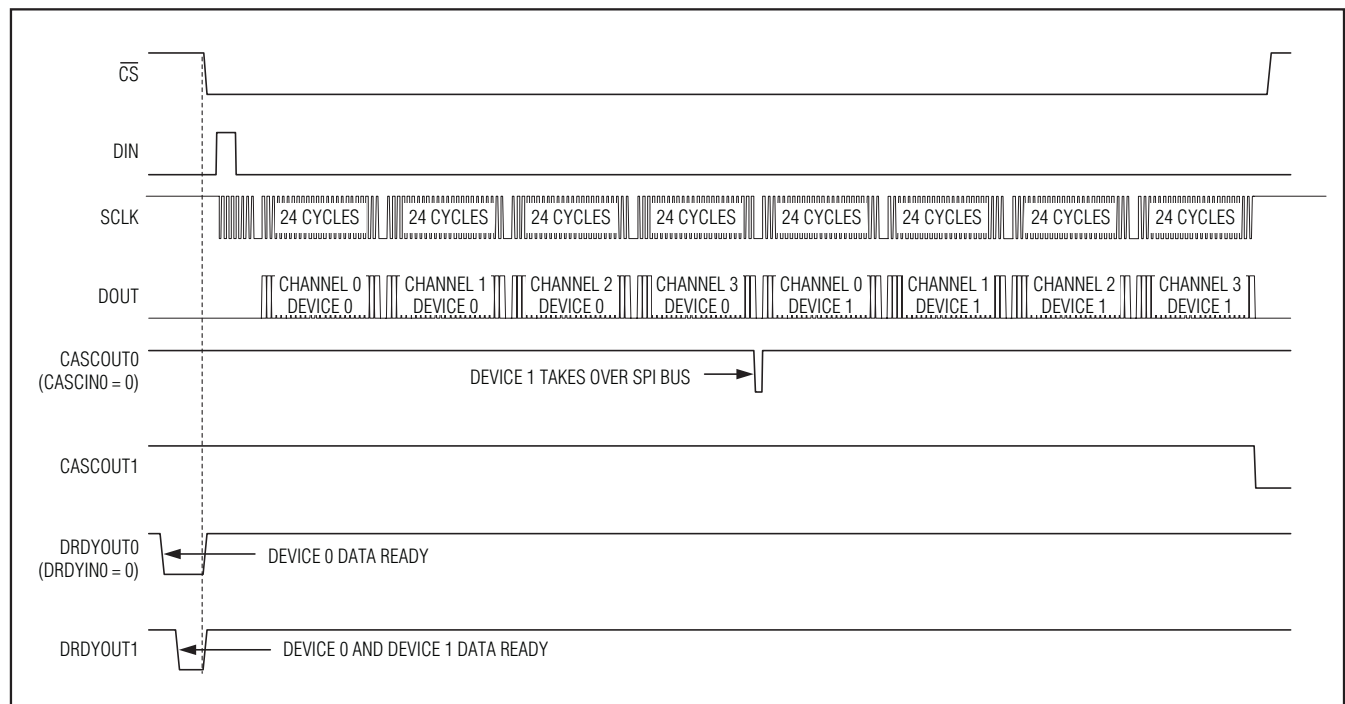 CS
DIN
SCLK
24 CYCLES 24 CYCLES 24 CYCLES 24 CYCLES 24 CYCLES 24 CYCLES 24 CYCLES 24 CYCLES
DOUT
CHANNEL 0 CHANNEL 1 CHANNEL 2 CHANNEL 3 CHANNEL 0 CHANNEL 1 CHANNEL 2 CHANNEL 3
DEVICE 0 DEVICE 0 DEVICE 0 DEVICE 0 DEVICE 1 DEVICE 1 DEVICE 1 DEVICE 1
CASCOUT0
(CASCIN0 = 0)
DEVICE 1 TAKES OVER SPI BUS
CASCOUT1
DRDYOUT0
(DRDYIN0 = 0)
DEVICE 0 DATA READY
DRDYOUT1
DEVICE 0 AND DEVICE 1 DATA READY